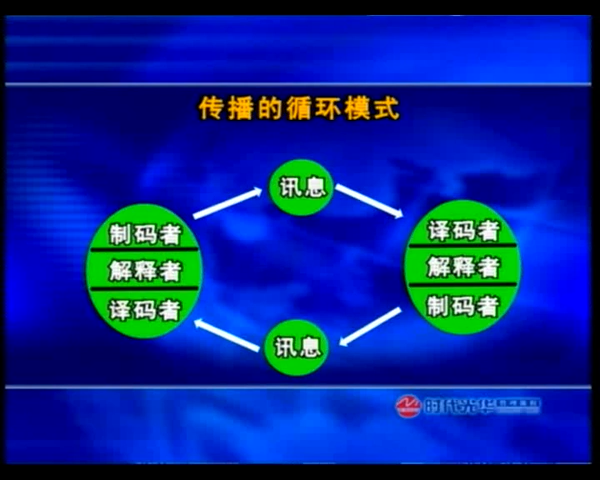 传播的循环模式
讯息
制码者
解释者
译码者
译码者
解释者
制码者
讯息
时代光华